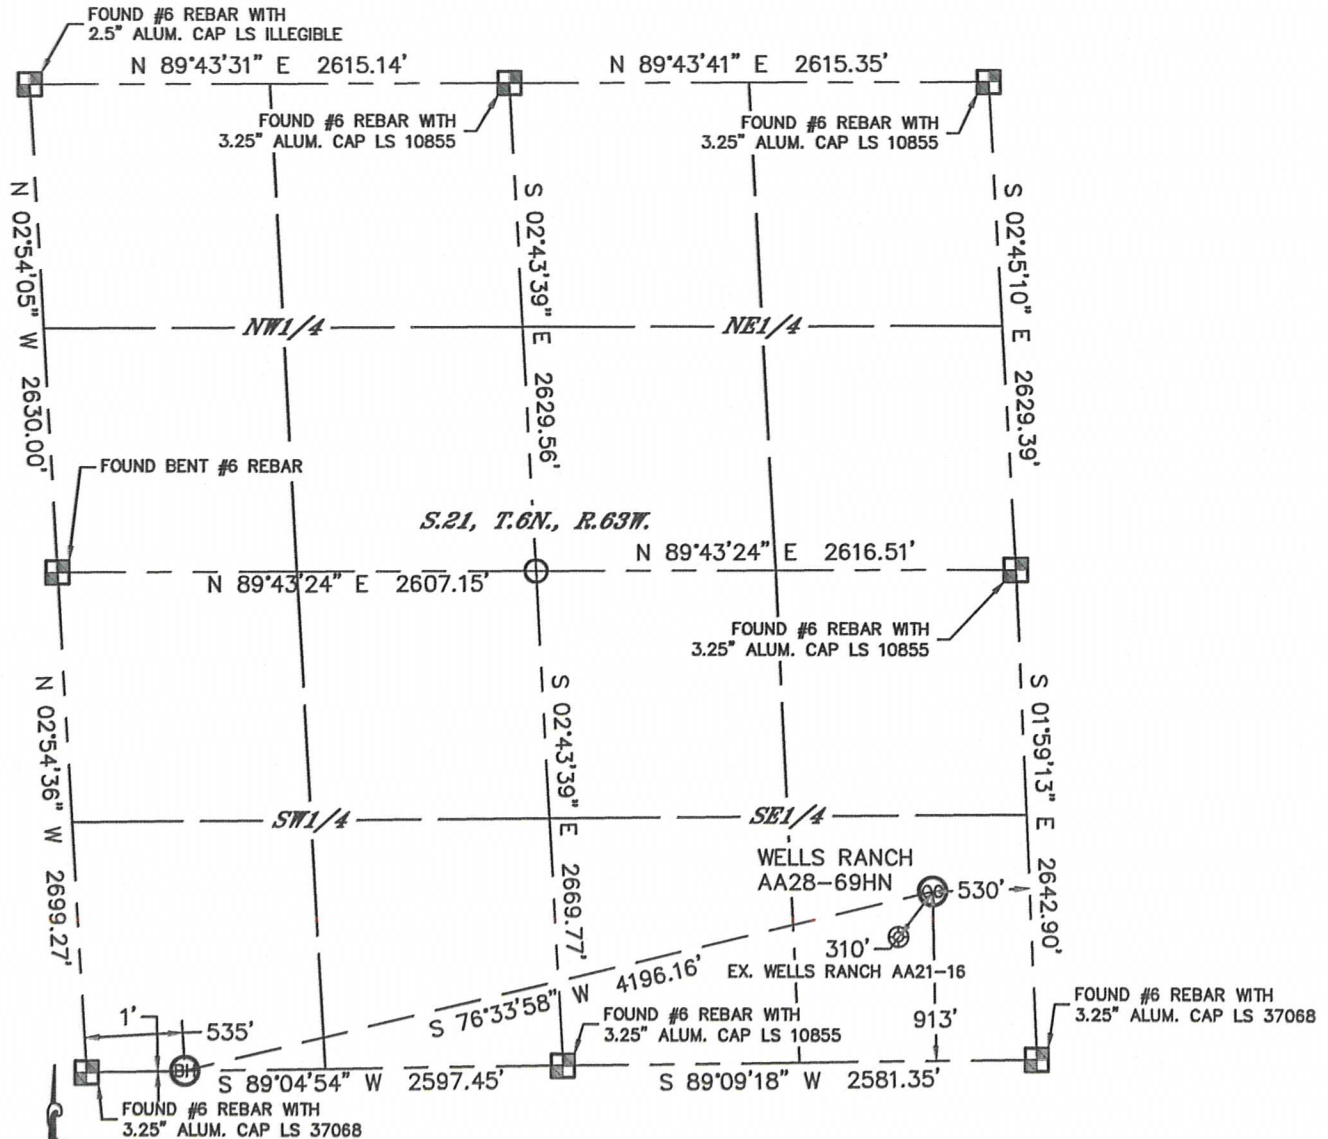 FOUND #6 REBAR WITH
2.5" ALUM. CAP LS ILLEGIBLE
N 89°43'31" E 2615.14'
N 89°43'41" E 2615.35'
FOUND #6 REBAR WITH
3.25" ALUM. CAP LS 10855
FOUND #6 REBAR WITH
3.25" ALUM. CAP LS 10855
N 02°54'05" W 2630.00'
S 02°43'39" E 2629.56'
S 02°45'10" E 2629.39'
NW1/4
NE1/4
FOUND BENT #6 REBAR
S.21, T.6N., R.63W.
N 89°43'24" E 2607.15'
N 89°43'24" E 2616.51'
FOUND #6 REBAR WITH
3.25" ALUM. CAP LS 10855
N 02°54'36" W 2699.27'
S 02°43'39" E 2669.77'
S 01°59'13" E 2642.90'
SW1/4
SE1/4
WELLS RANCH
AA28-69HN
OG
530'
310'
EX. WELLS RANCH AA21-16
913'
S 76°33'58" W 4196.16'
1'
535'
BH
FOUND #6 REBAR WITH
3.25" ALUM. CAP LS 10855
FOUND #6 REBAR WITH
3.25" ALUM. CAP LS 37068
S 89°04'54" W 2597.45'
S 89°09'18" W 2581.35'
FOUND #6 REBAR WITH
3.25" ALUM. CAP LS 37068